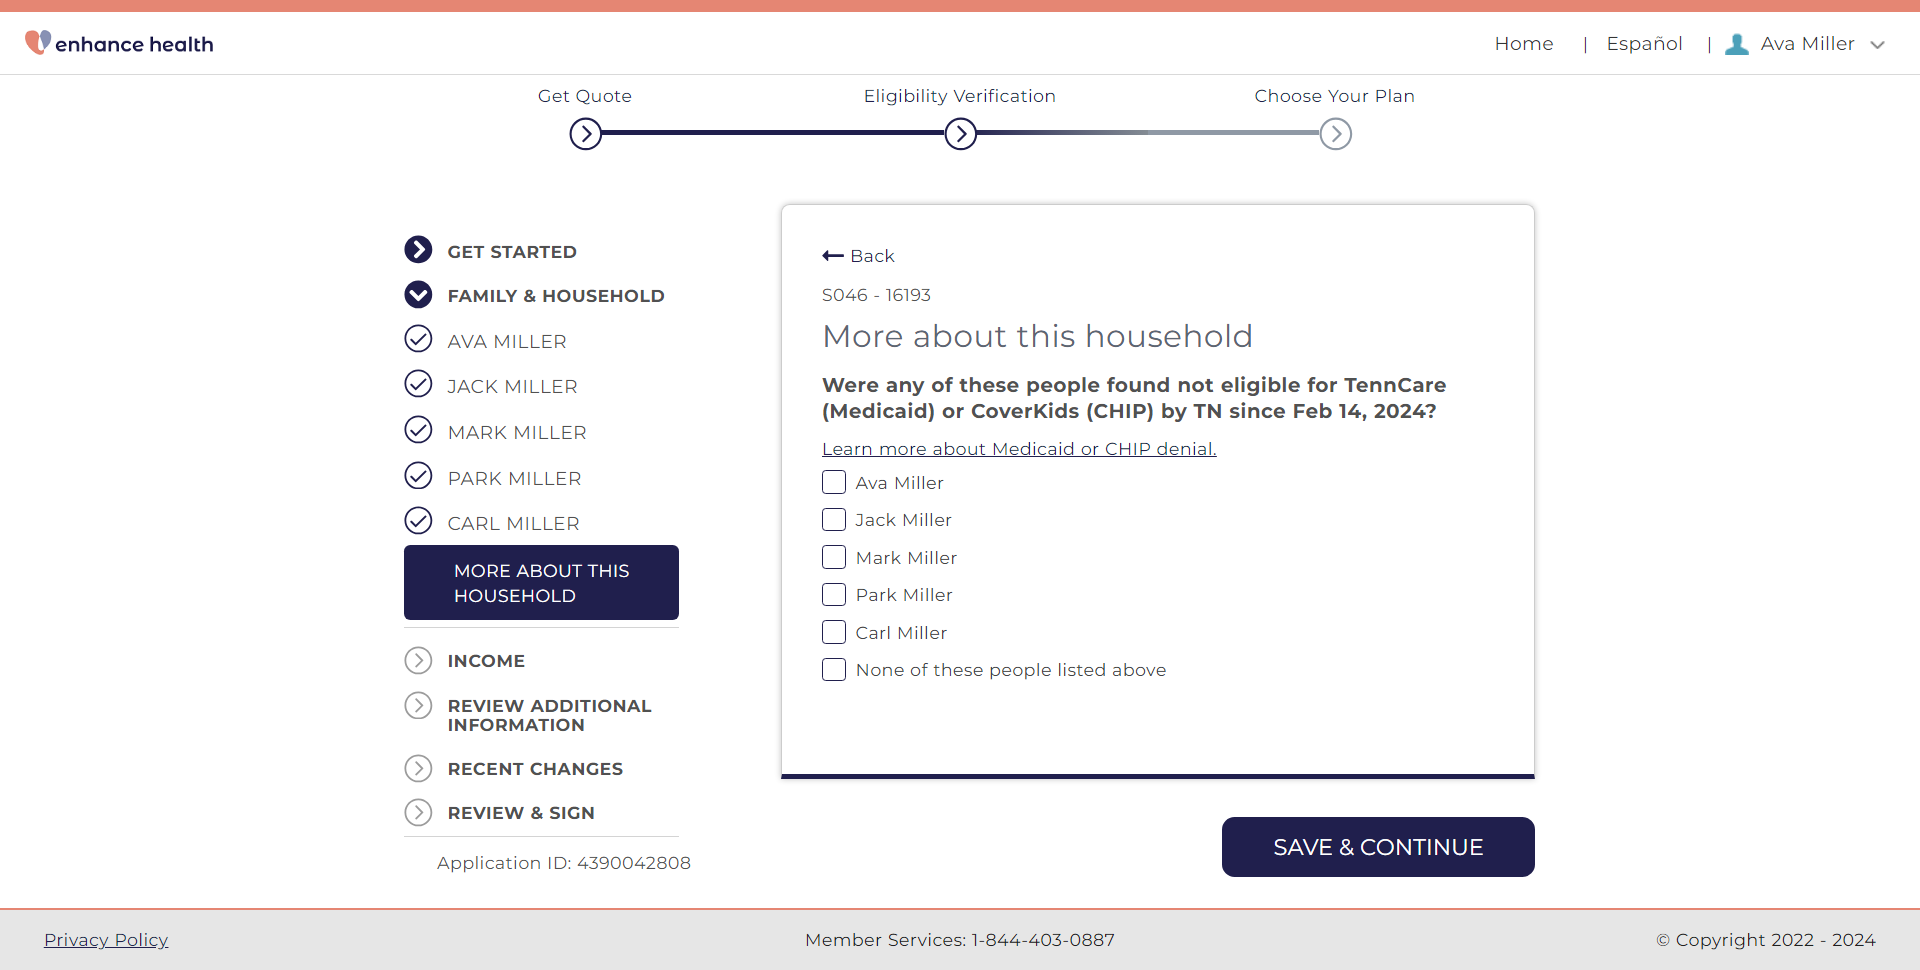 enhance health
Home | Español | Ava Miller
Get Quote
Eligibility Verification
Choose Your Plan
GET STARTED
FAMILY & HOUSEHOLD
AVA MILLER
JACK MILLER
MARK MILLER
PARK MILLER
CARL MILLER
MORE ABOUT THIS
HOUSEHOLD
INCOME
REVIEW ADDITIONAL
INFORMATION
RECENT CHANGES
REVIEW & SIGN
Application ID: 4390042808
Back
S046 - 16193
More about this household
Were any of these people found not eligible for TennCare
(Medicaid) or CoverKids (CHIP) by TN since Feb 14, 2024?
Learn more about Medicaid or CHIP denial.
Ava Miller
Jack Miller
Mark Miller
Park Miller
Carl Miller
None of these people listed above
SAVE & CONTINUE
Privacy Policy
Member Services: 1-844-403-0887
© Copyright 2022 - 2024